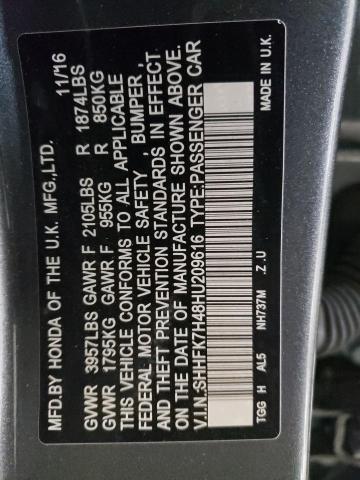 MFD.BY HONDA OF THE U.K. MFG.,LTD. 11/16
GVWR 3957LBS GAWR F 2105LBS R 1874LBS
GVWR 1795KG GAWR F 955KG R 850KG
THIS VEHICLE CONFORMS TO ALL APPLICABLE
FEDERAL MOTOR VEHICLE SAFETY , BUMPER ,
AND THEFT PREVENTION STANDARDS IN EFFECT
ON THE DATE OF MANUFACTURE SHOWN ABOVE.
V.I.N.:SHHFK7H48HU209616 TYPE:PASSENGER CAR
TGG H AL5 NH737M .Z .U MADE IN U.K.